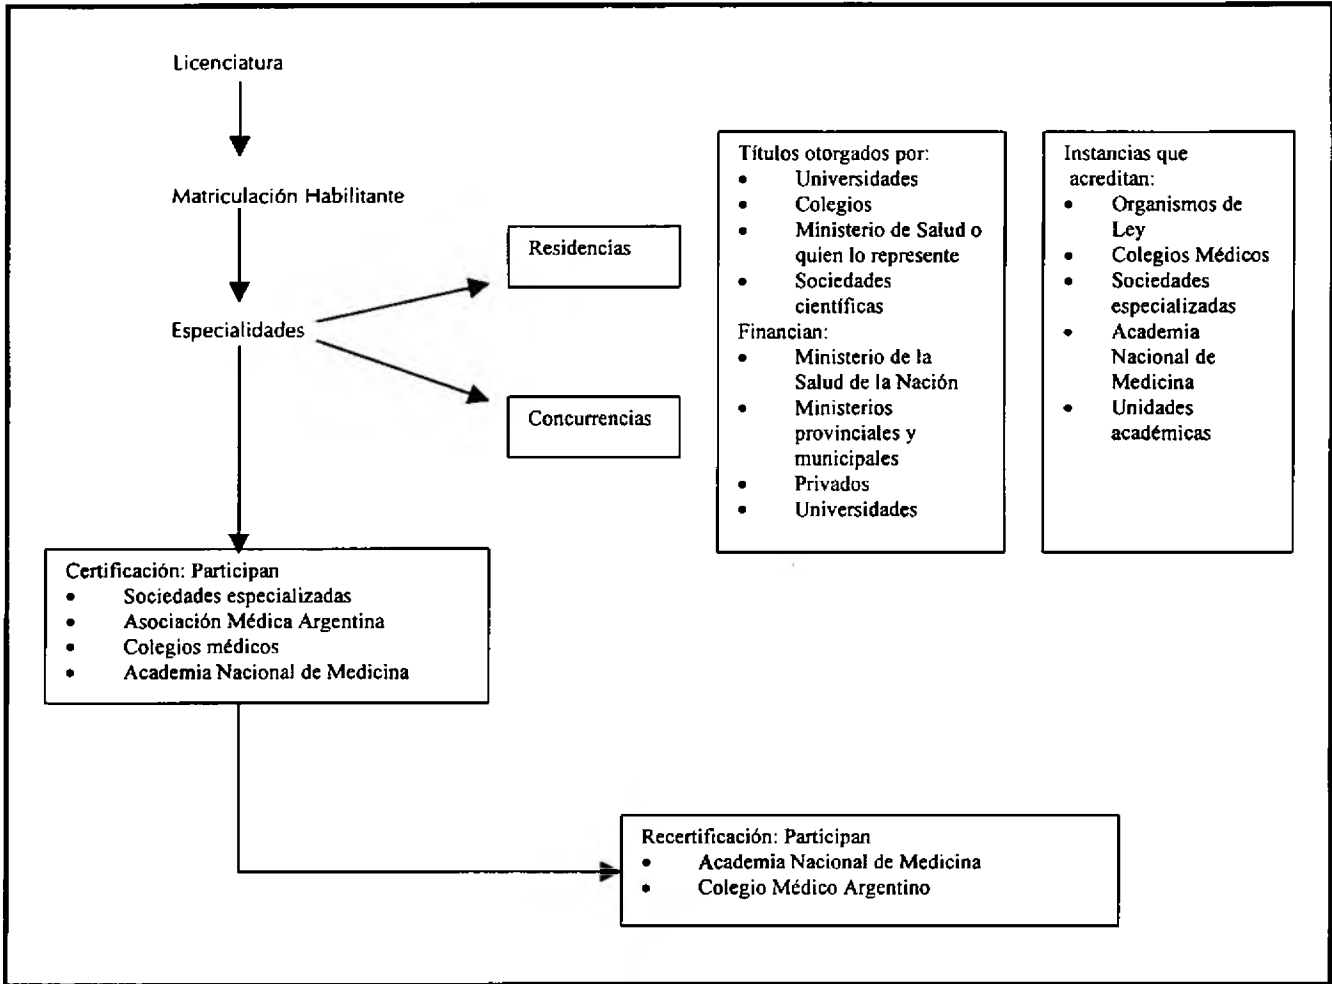 Licenciatura
Matriculación Habilitante
Especialidades
Residencias
Concurrencias
Títulos otorgados por:
• Universidades
• Colegios
• Ministerio de Salud o
quien lo represente
• Sociedades
científicas
Financian:
• Ministerio de la
Salud de la Nación
• Ministerios
provinciales y
municipales
• Privados
• Universidades
Instancias que
acreditan:
• Organismos de
Ley
• Colegios Médicos
• Sociedades
especializadas
• Academia
Nacional de
Medicina
• Unidades
académicas
Certificación: Participan
• Sociedades especializadas
• Asociación Médica Argentina
• Colegios médicos
• Academia Nacional de Medicina
Recertificación: Participan
• Academia Nacional de Medicina
• Colegio Médico Argentino